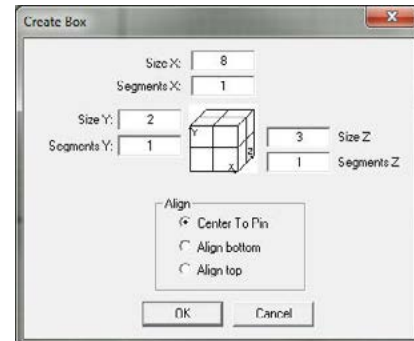 Create Box
Size X: 8
Segments X: 1
Size Y: 2
Segments Y: 1
Y
X
Z
3 Size Z
1 Segments Z
Align
Center To Pin
Align bottom
Align top
OK Cancel